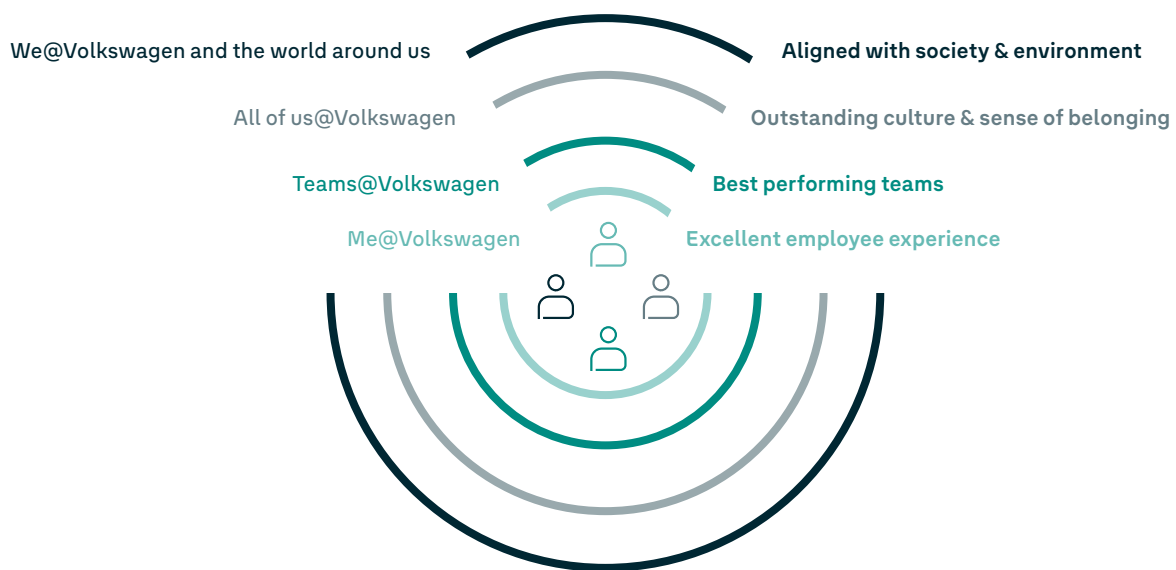 We@Volkswagen and the world around us
Aligned with society & environment
All of us@Volkswagen
Outstanding culture & sense of belonging
Teams@Volkswagen
Best performing teams
Me@Volkswagen
Excellent employee experience